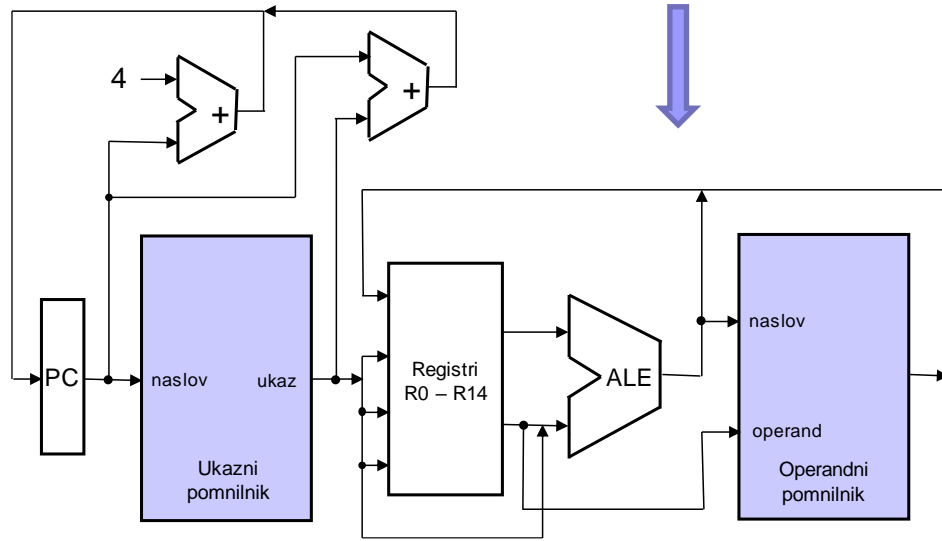 4
+
+
PC
naslov
ukaz
Ukazni
pomnilnik
Registri
R0 – R14
ALE
naslov
operand
Operandni
pomnilnik